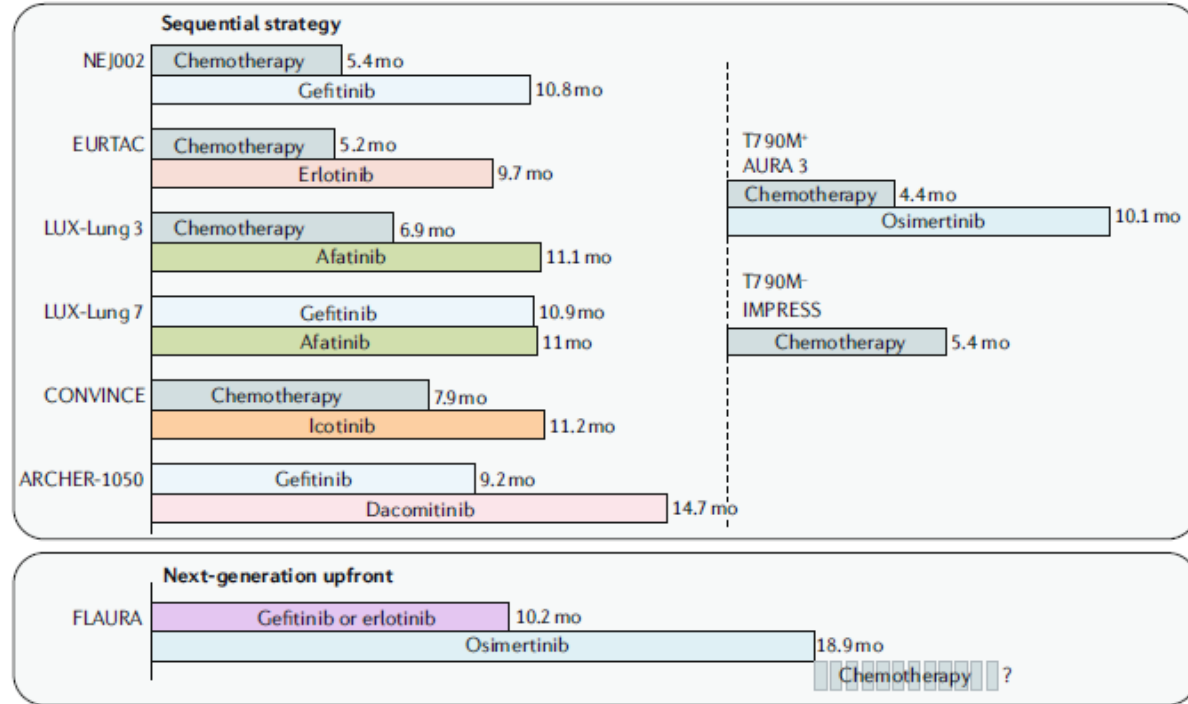 Sequential strategy
NEJ002
Chemotherapy 5.4 mo
Gefitinib 10.8 mo
EURTAC
Chemotherapy 5.2 mo
Erlotinib 9.7 mo
LUX-Lung 3
Chemotherapy 6.9 mo
Afatinib 11.1 mo
LUX-Lung 7
Gefitinib 10.9 mo
Afatinib 11 mo
CONVINCE
Chemotherapy 7.9 mo
Icotinib 11.2 mo
ARCHER-1050
Gefitinib 9.2 mo
Dacomitinib 14.7 mo
T790M⁺
AURA 3
Chemotherapy 4.4 mo
Osimertinib 10.1 mo
T790M⁻
IMPRESS
Chemotherapy 5.4 mo
Next-generation upfront
FLAURA
Gefitinib or erlotinib 10.2 mo
Osimertinib 18.9 mo
Chemotherapy ?